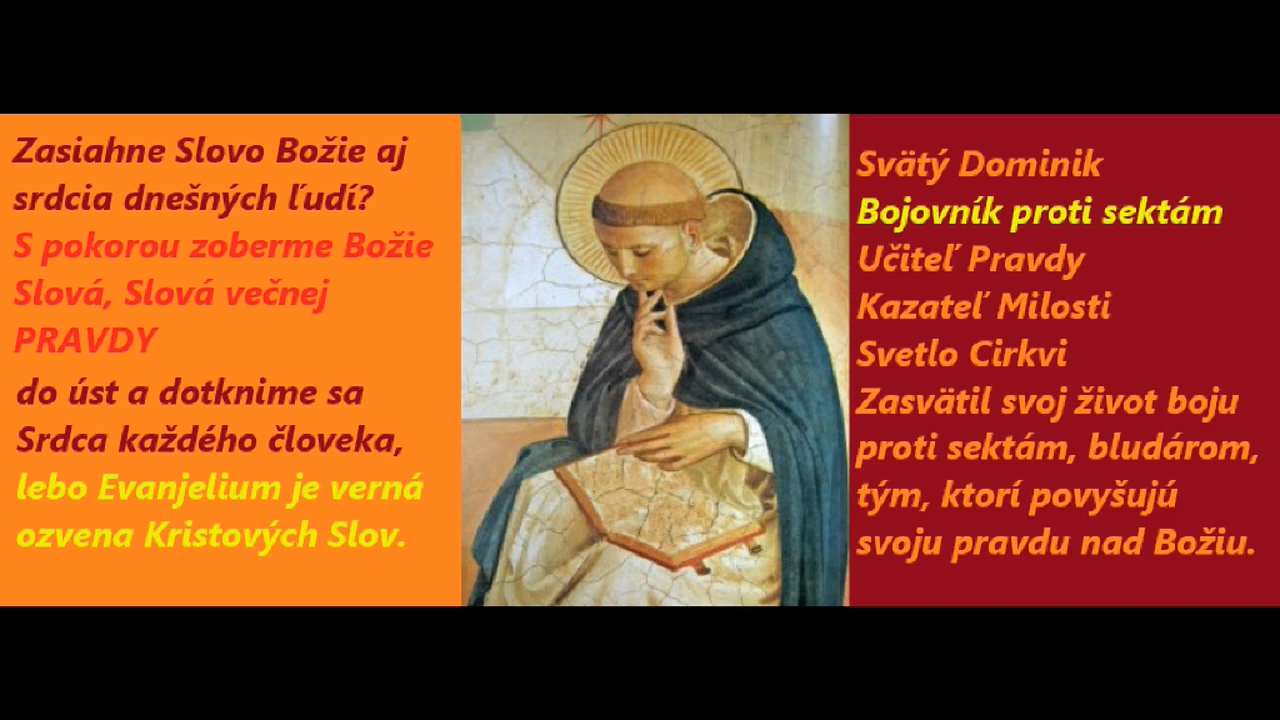 Zasiahne Slovo Božie aj
srdcia dnešných ľudí?
S pokorou zoberme Božie
Slová, Slová večnej
PRAVDY
do úst a dotknime sa
Srdca každého človeka,
lebo Evanjelium je verná
ozvena Kristových Slov.
Svätý Dominik
Bojovník proti sektám
Učiteľ Pravdy
Kazateľ Milosti
Svetlo Cirkvi
Zasvätil svoj život boju
proti sektám, bludárom,
tým, ktorí povyšujú
svoju pravdu nad Božiu.